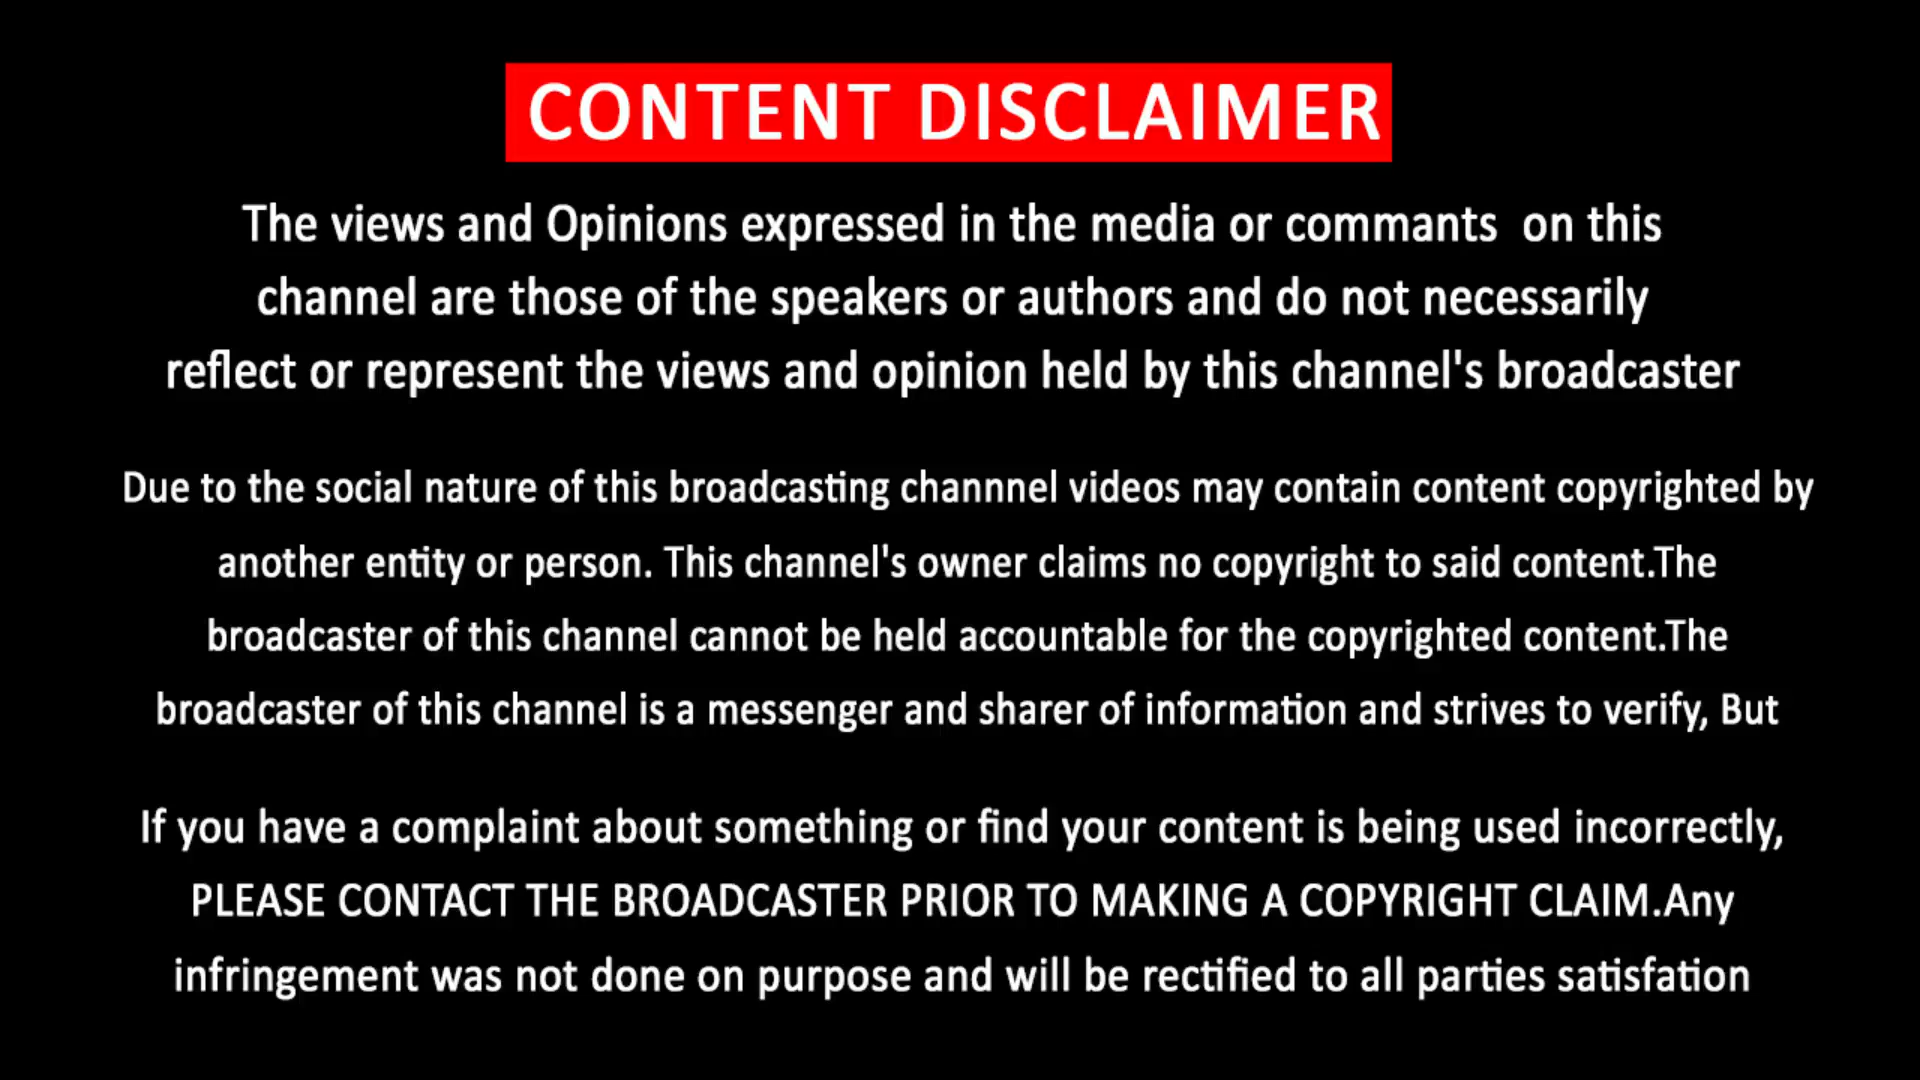 CONTENT DISCLAIMER
The views and Opinions expressed in the media or commants on this
channel are those of the speakers or authors and do not necessarily
reflect or represent the views and opinion held by this channel's broadcaster
Due to the social nature of this broadcasting channnel videos may contain content copyrighted by
another entity or person. This channel's owner claims no copyright to said content.The
broadcaster of this channel cannot be held accountable for the copyrighted content.The
broadcaster of this channel is a messenger and sharer of information and strives to verify, But
If you have a complaint about something or find your content is being used incorrectly,
PLEASE CONTACT THE BROADCASTER PRIOR TO MAKING A COPYRIGHT CLAIM.Any
infringement was not done on purpose and will be rectified to all parties satisfation